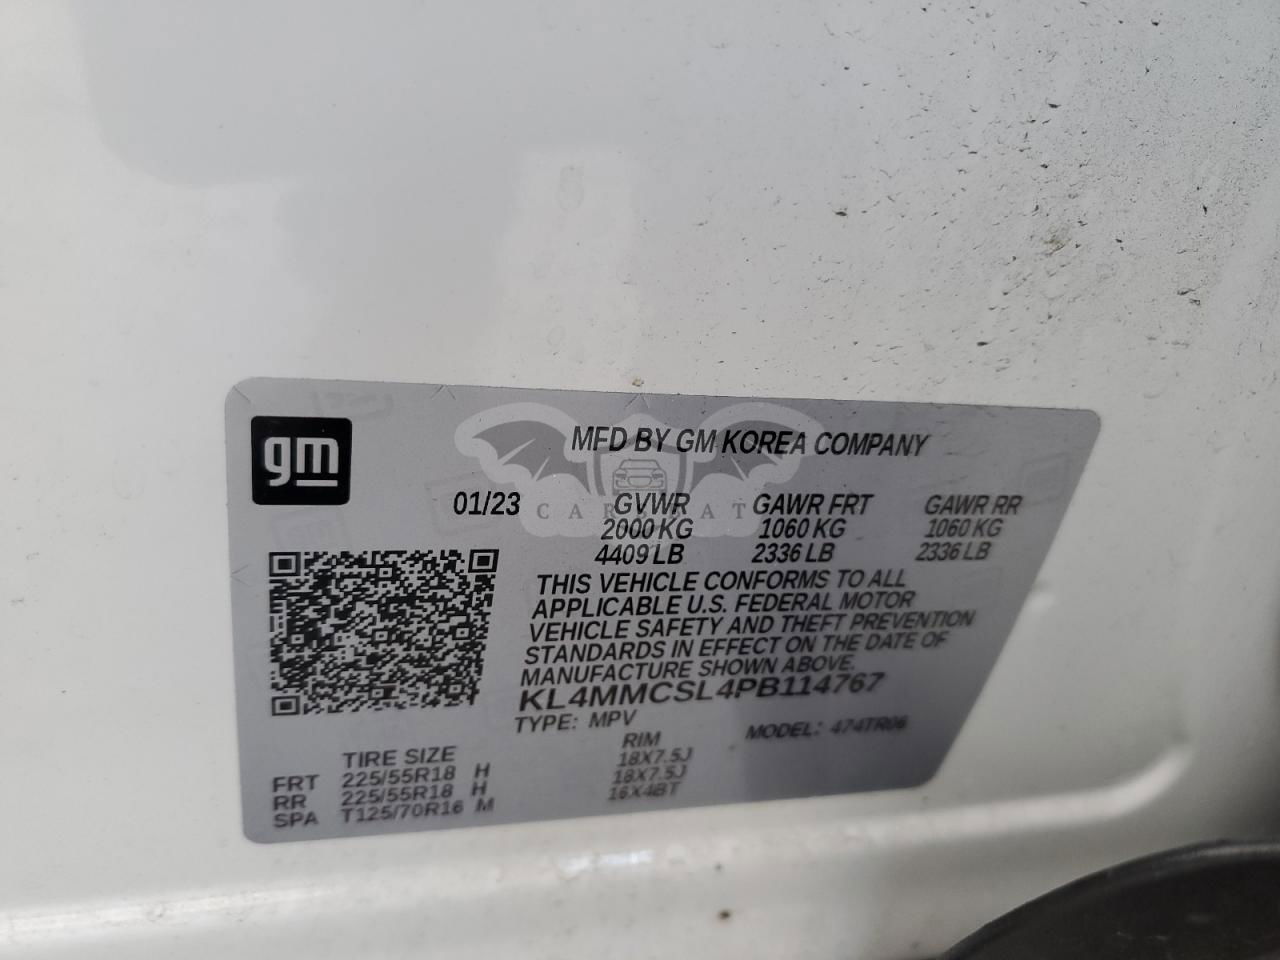 gm
MFD BY GM KOREA COMPANY
01/23 GVWR GAWR FRT GAWR RR
2000 KG 1060 KG 1060 KG
4409 LB 2336 LB 2336 LB
THIS VEHICLE CONFORMS TO ALL
APPLICABLE U.S. FEDERAL MOTOR
VEHICLE SAFETY AND THEFT PREVENTION
STANDARDS IN EFFECT ON THE DATE OF
MANUFACTURE SHOWN ABOVE.
KL4MMCSL4PB114767
TYPE: MPV MODEL: 474TR06
TIRE SIZE RIM
FRT 225/55R18 H 18X7.5J
RR 225/55R18 H 18X7.5J
SPA T125/70R16 M 16X4BT